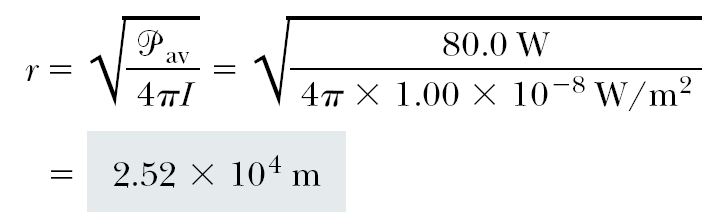 r = √(𝒫av / 4πI) = √(80.0 W / 4π × 1.00 × 10⁻⁸ W/m²)
= 2.52 × 10⁴ m